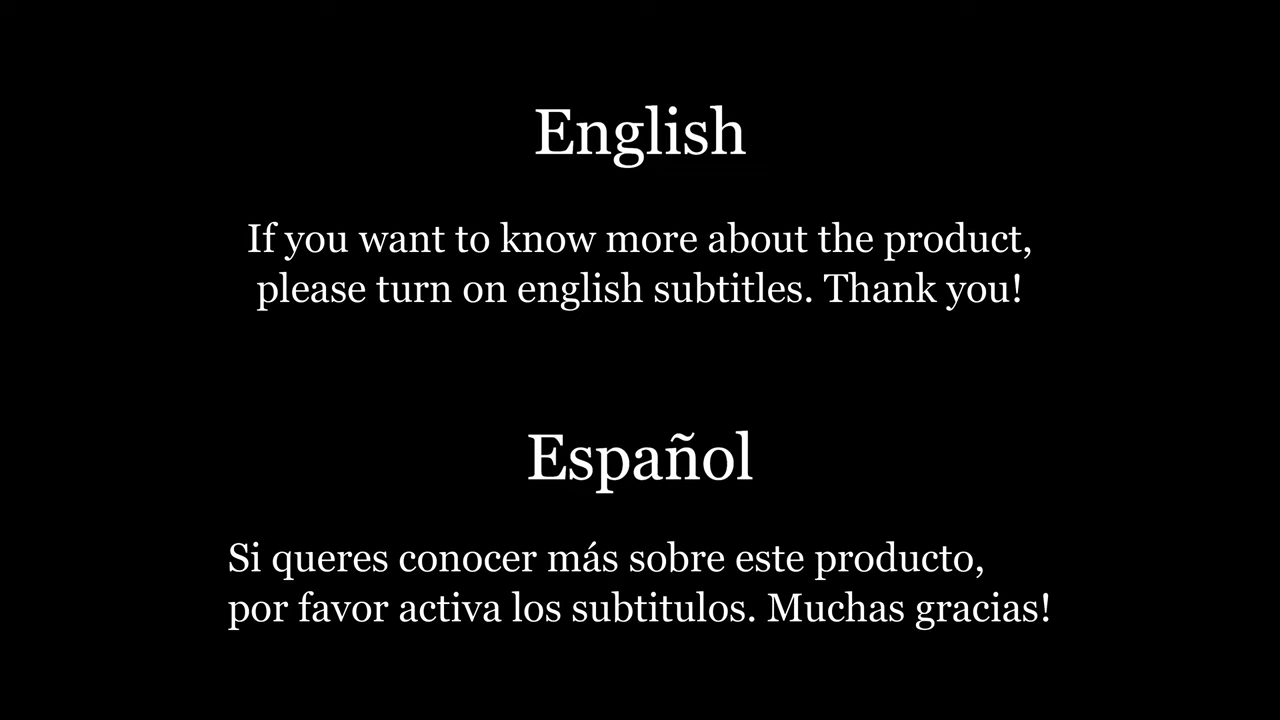 English
If you want to know more about the product,
please turn on english subtitles. Thank you!
Español
Si queres conocer más sobre este producto,
por favor activa los subtitulos. Muchas gracias!